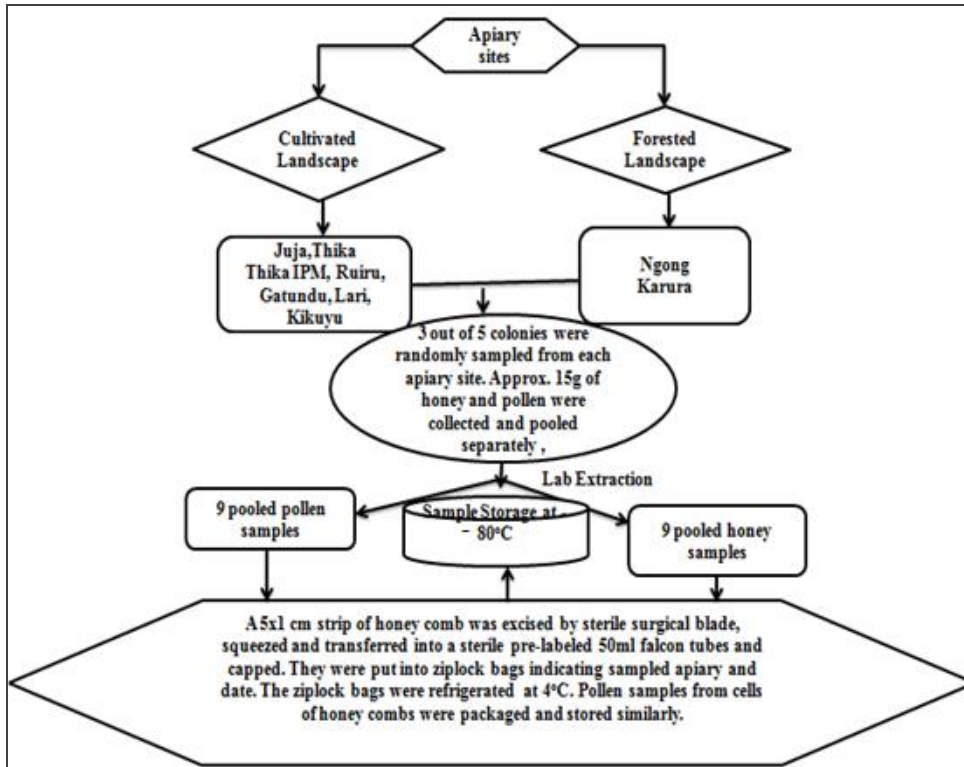 Apiary
sites
Cultivated
Landscape
Forested
Landscape
Juja,Thika
Thika IPM, Ruiru,
Gatundu, Lari,
Kikuyu
Ngong
Karura
3 out of 5 colonies were
randomly sampled from each
apiary site. Approx. 15g of
honey and pollen were
collected and pooled
separately ,
Lab Extraction
9 pooled pollen
samples
Sample Storage at -
- 80°C
9 pooled honey
samples
A 5x1 cm strip of honey comb was excised by sterile surgical blade,
squeezed and transferred into a sterile pre-labeled 50ml falcon tubes and
capped. They were put into ziplock bags indicating sampled apiary and
date. The ziplock bags were refrigerated at 4°C. Pollen samples from cells
of honey combs were packaged and stored similarly.